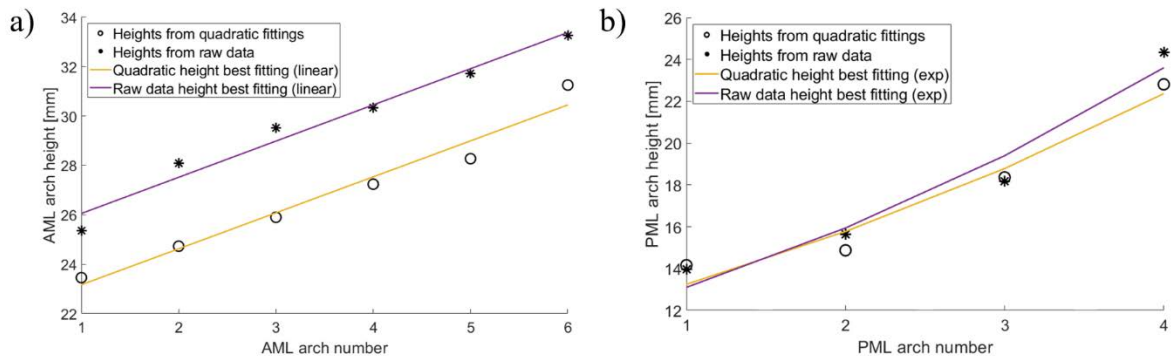 a)
34
32
30
28
26
24
22
AML arch height [mm]
Heights from quadratic fittings
Heights from raw data
Quadratic height best fitting (linear)
Raw data height best fitting (linear)
1 2 3 4 5 6
AML arch number
b)
26
24
22
20
18
16
14
12
PML arch height [mm]
Heights from quadratic fittings
Heights from raw data
Quadratic height best fitting (exp)
Raw data height best fitting (exp)
1 2 3 4
PML arch number